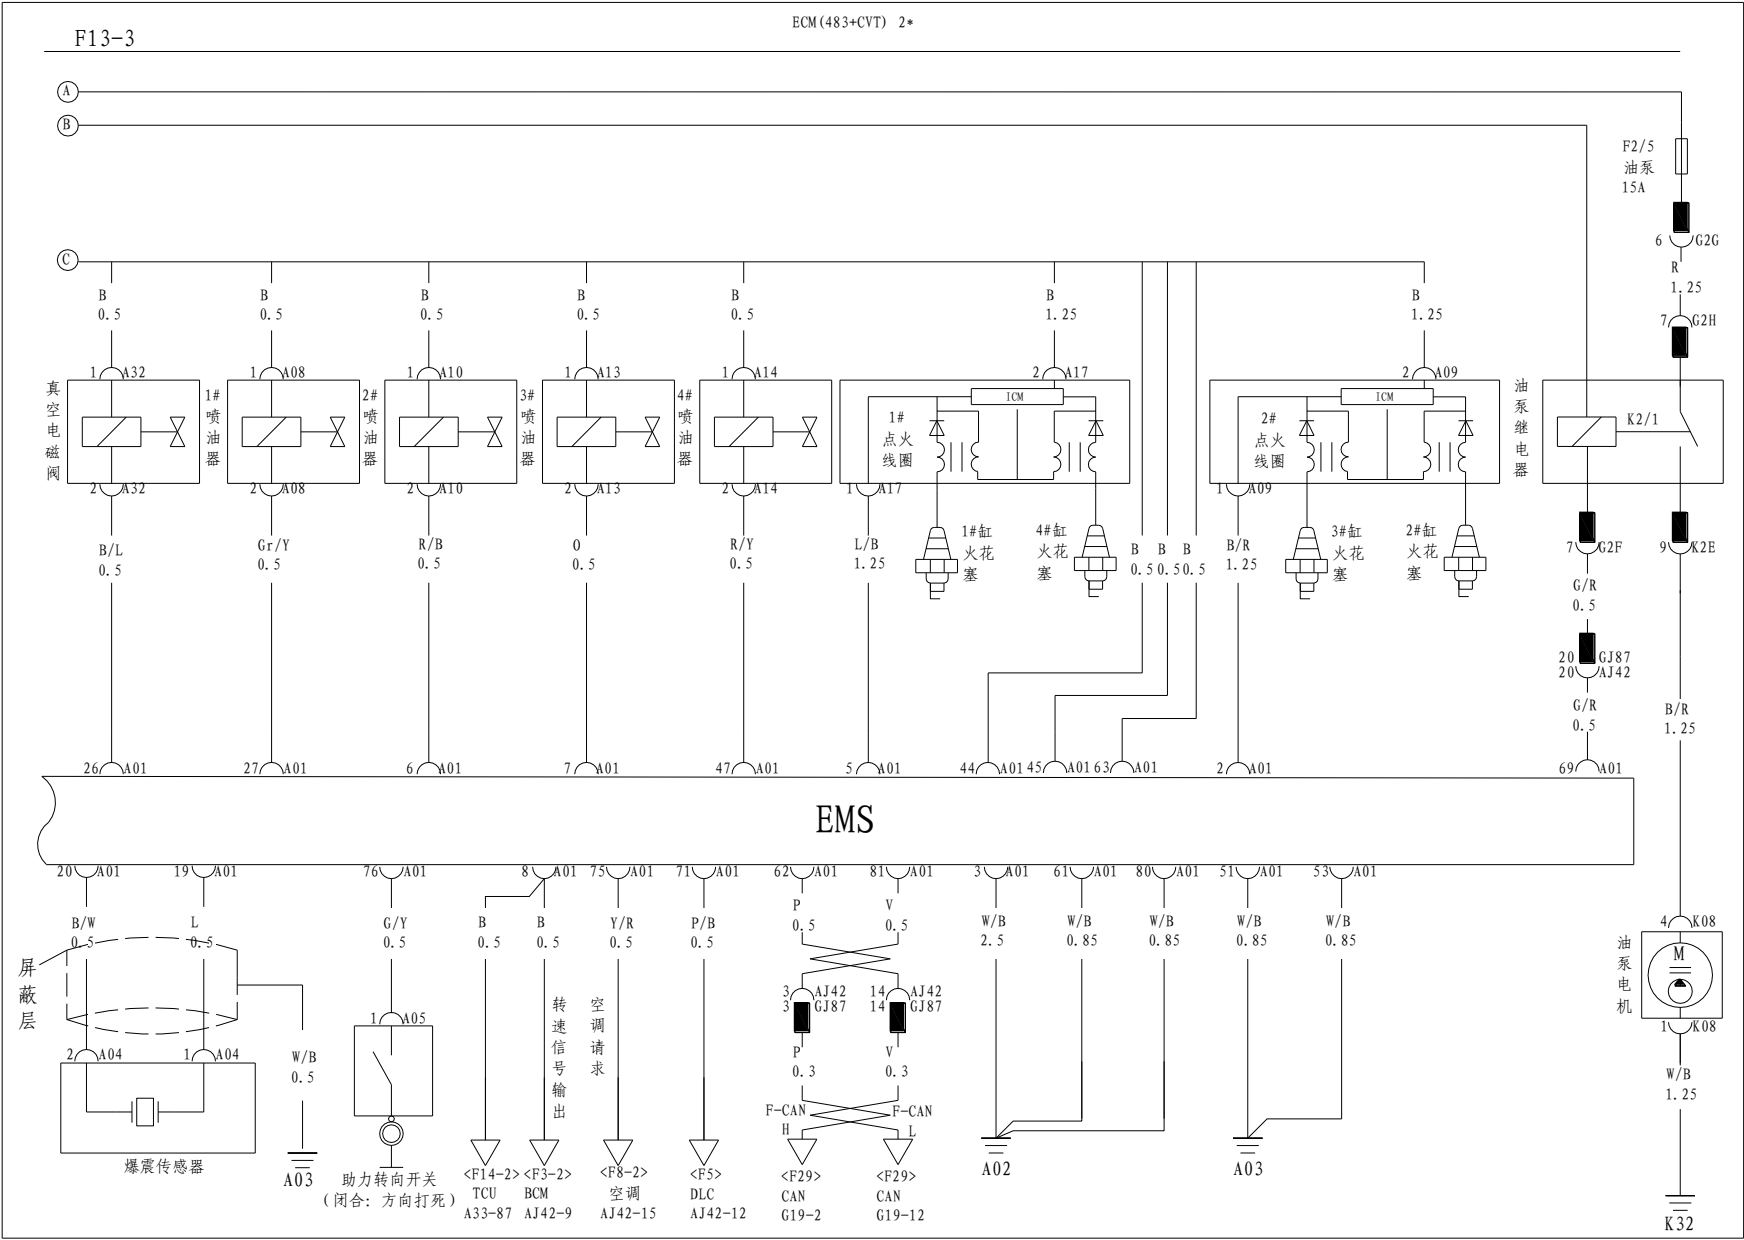 ECM(483+CVT) 2*
F13-3
A
B
F2/5
油泵
15A
6 G2G
R
1.25
7 G2H
C
B
0.5
B
0.5
B
0.5
B
0.5
B
0.5
B
1.25
B
1.25
1 A32
1 A08
1 A10
1 A13
1 A14
2 A17
2 A09
真空电磁阀
1#喷油器
2#喷油器
3#喷油器
4#喷油器
ICM
1#
点火
线圈
ICM
2#
点火
线圈
油泵继电器
K2/1
2 A32
2 A08
2 A10
2 A13
2 A14
1 A17
1 A09
1#缸
火花
塞
4#缸
火花
塞
3#缸
火花
塞
2#缸
火花
塞
7 G2F
9 K2E
B/L
0.5
Gr/Y
0.5
R/B
0.5
O
0.5
R/Y
0.5
L/B
1.25
B
0.5
B
0.5
B
0.5
B/R
1.25
G/R
0.5
20 GJ87
20 AJ42
G/R
0.5
B/R
1.25
26 A01
27 A01
6 A01
7 A01
47 A01
5 A01
44 A01
45 A01
63 A01
2 A01
69 A01
EMS
20 A01
19 A01
76 A01
8 A01
75 A01
71 A01
62 A01
81 A01
3 A01
61 A01
80 A01
51 A01
53 A01
B/W
0.5
L
0.5
G/Y
0.5
B
0.5
B
0.5
Y/R
0.5
P/B
0.5
P
0.5
V
0.5
W/B
2.5
W/B
0.85
W/B
0.85
W/B
0.85
W/B
0.85
4 K08
油泵电机
M
1 K08
屏蔽层
转速信号输出
空调请求
3 AJ42
3 GJ87
14 AJ42
14 GJ87
1 A05
2 A04
1 A04
W/B
0.5
P
0.3
V
0.3
W/B
1.25
F-CAN
H
F-CAN
L
爆震传感器
A03
助力转向开关
(闭合: 方向打死)
<F14-2>
TCU
A33-87
<F3-2>
BCM
AJ42-9
<F8-2>
空调
AJ42-15
<F5>
DLC
AJ42-12
<F29>
CAN
G19-2
<F29>
CAN
G19-12
A02
A03
K32